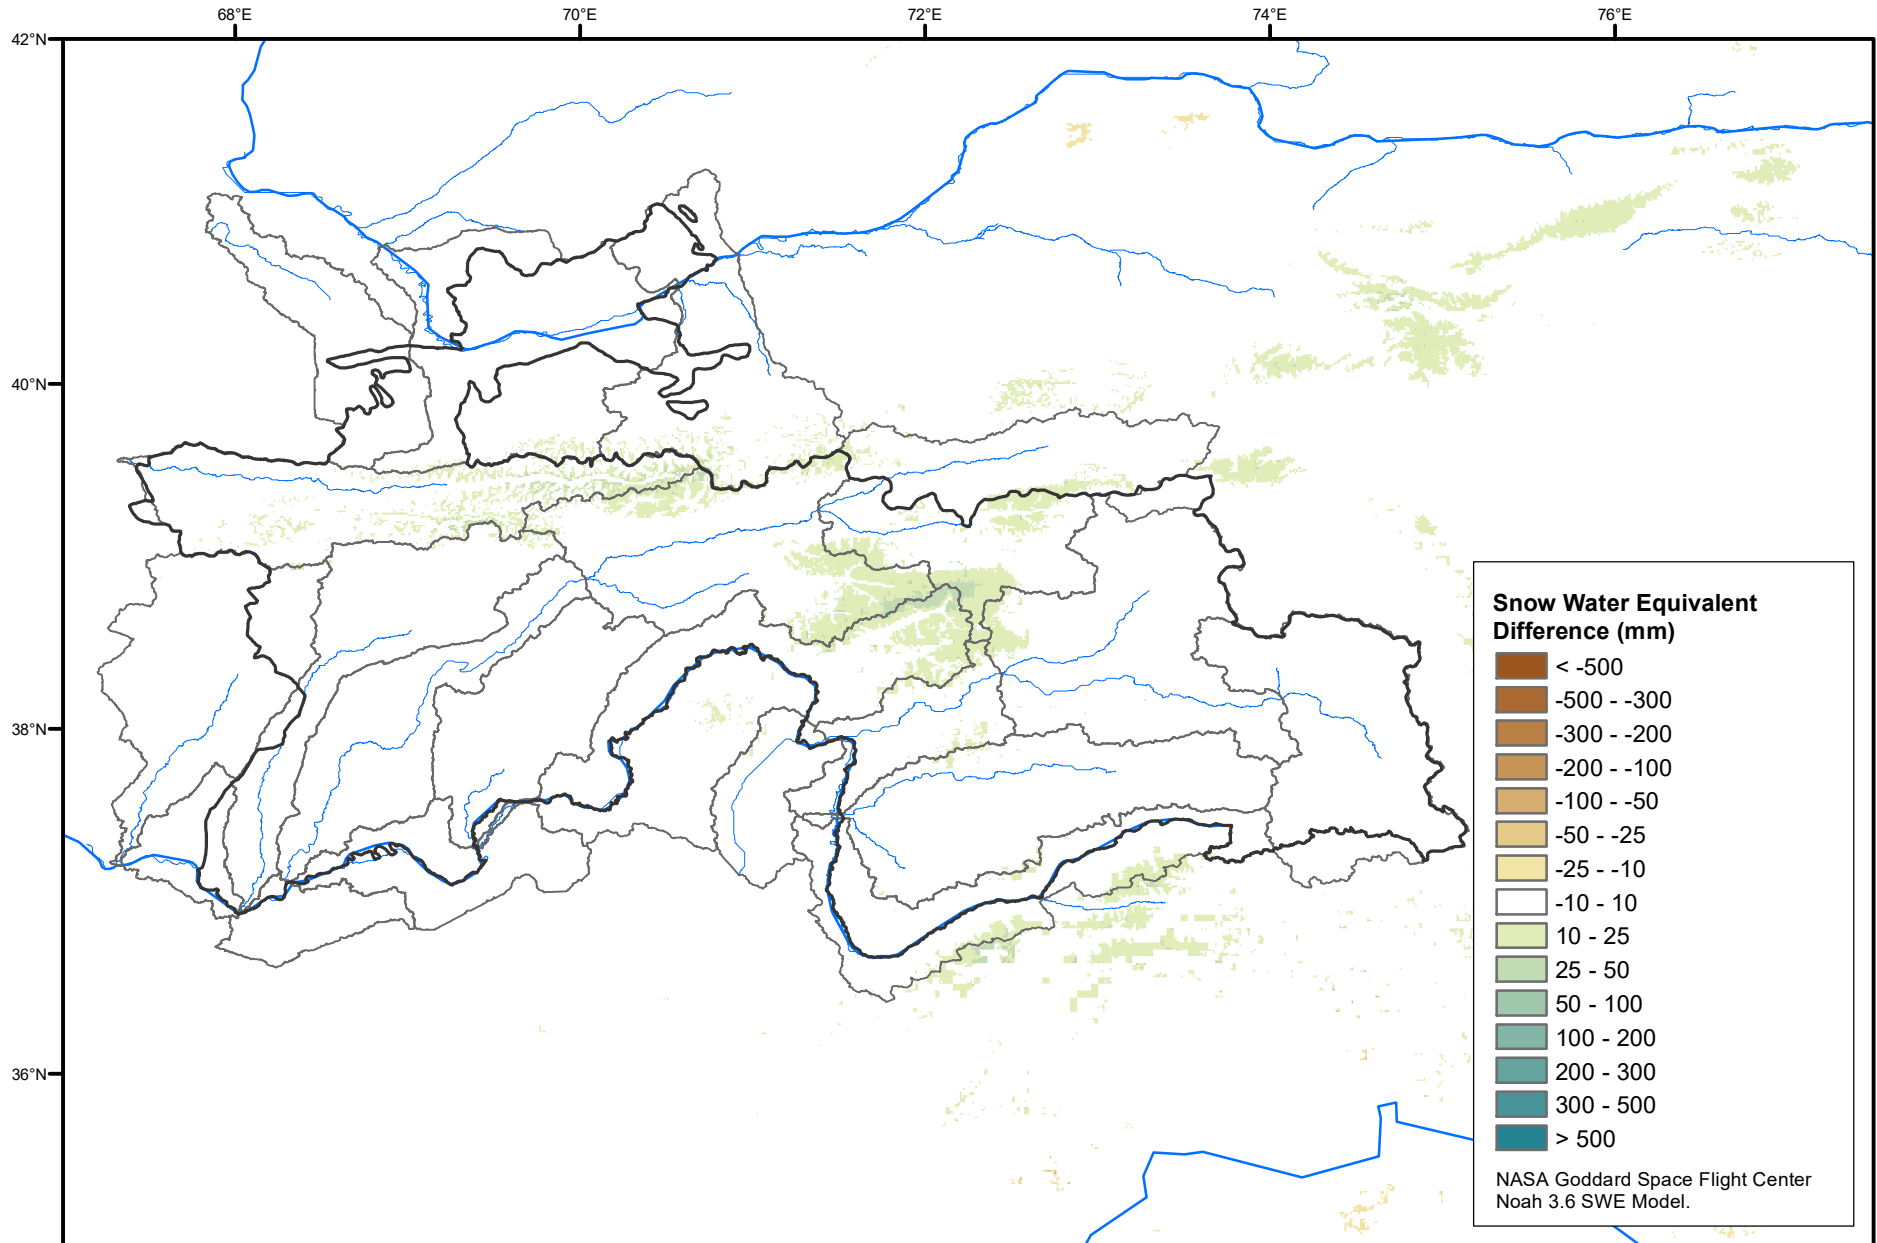 68°E
70°E
72°E
74°E
76°E
42°N
40°N
38°N
36°N
Snow Water Equivalent
Difference (mm)
< -500
-500 - -300
-300 - -200
-200 - -100
-100 - -50
-50 - -25
-25 - -10
-10 - 10
10 - 25
25 - 50
50 - 100
100 - 200
200 - 300
300 - 500
> 500
NASA Goddard Space Flight Center
Noah 3.6 SWE Model.